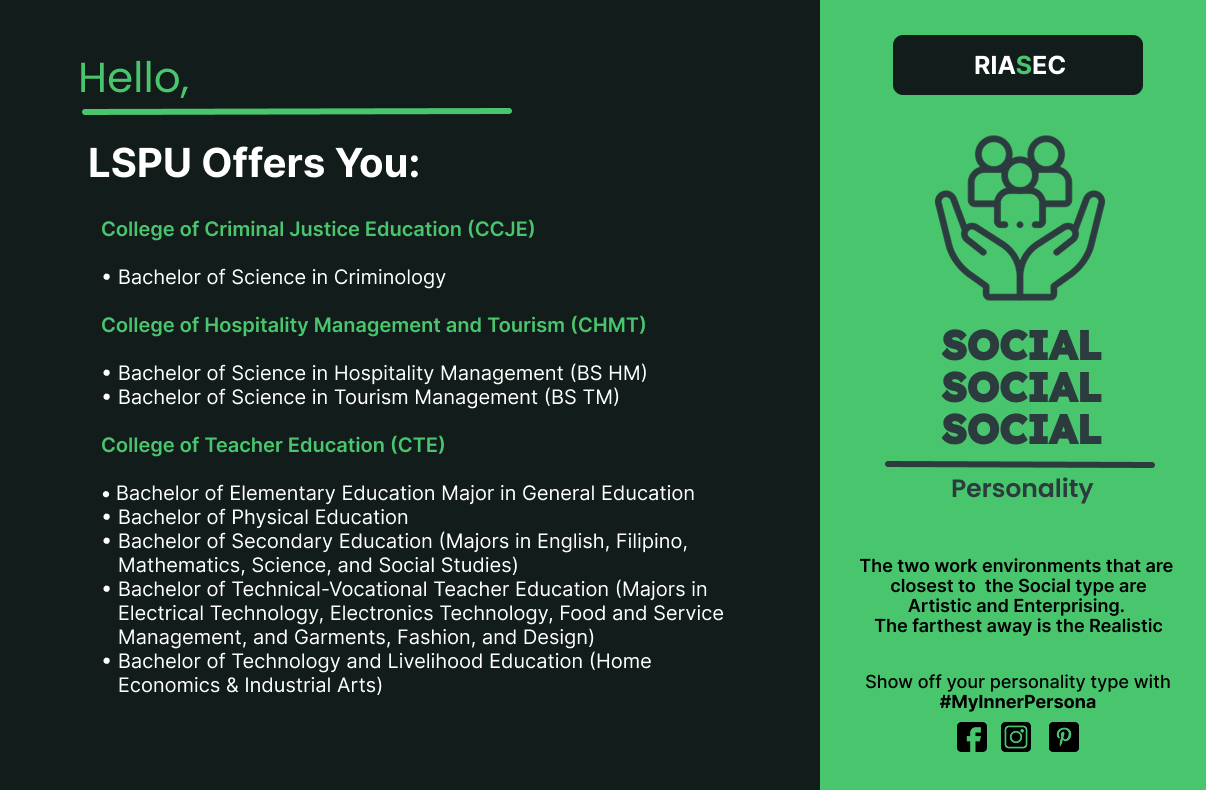 Hello,
LSPU Offers You:
College of Criminal Justice Education (CCJE)
• Bachelor of Science in Criminology
College of Hospitality Management and Tourism (CHMT)
• Bachelor of Science in Hospitality Management (BS HM)
• Bachelor of Science in Tourism Management (BS TM)
College of Teacher Education (CTE)
• Bachelor of Elementary Education Major in General Education
• Bachelor of Physical Education
• Bachelor of Secondary Education (Majors in English, Filipino,
Mathematics, Science, and Social Studies)
• Bachelor of Technical-Vocational Teacher Education (Majors in
Electrical Technology, Electronics Technology, Food and Service
Management, and Garments, Fashion, and Design)
• Bachelor of Technology and Livelihood Education (Home
Economics & Industrial Arts)
RIASEC
SOCIAL
SOCIAL
SOCIAL
Personality
The two work environments that are
closest to  the Social type are
Artistic and Enterprising.
The farthest away is the Realistic
Show off your personality type with
#MyInnerPersona